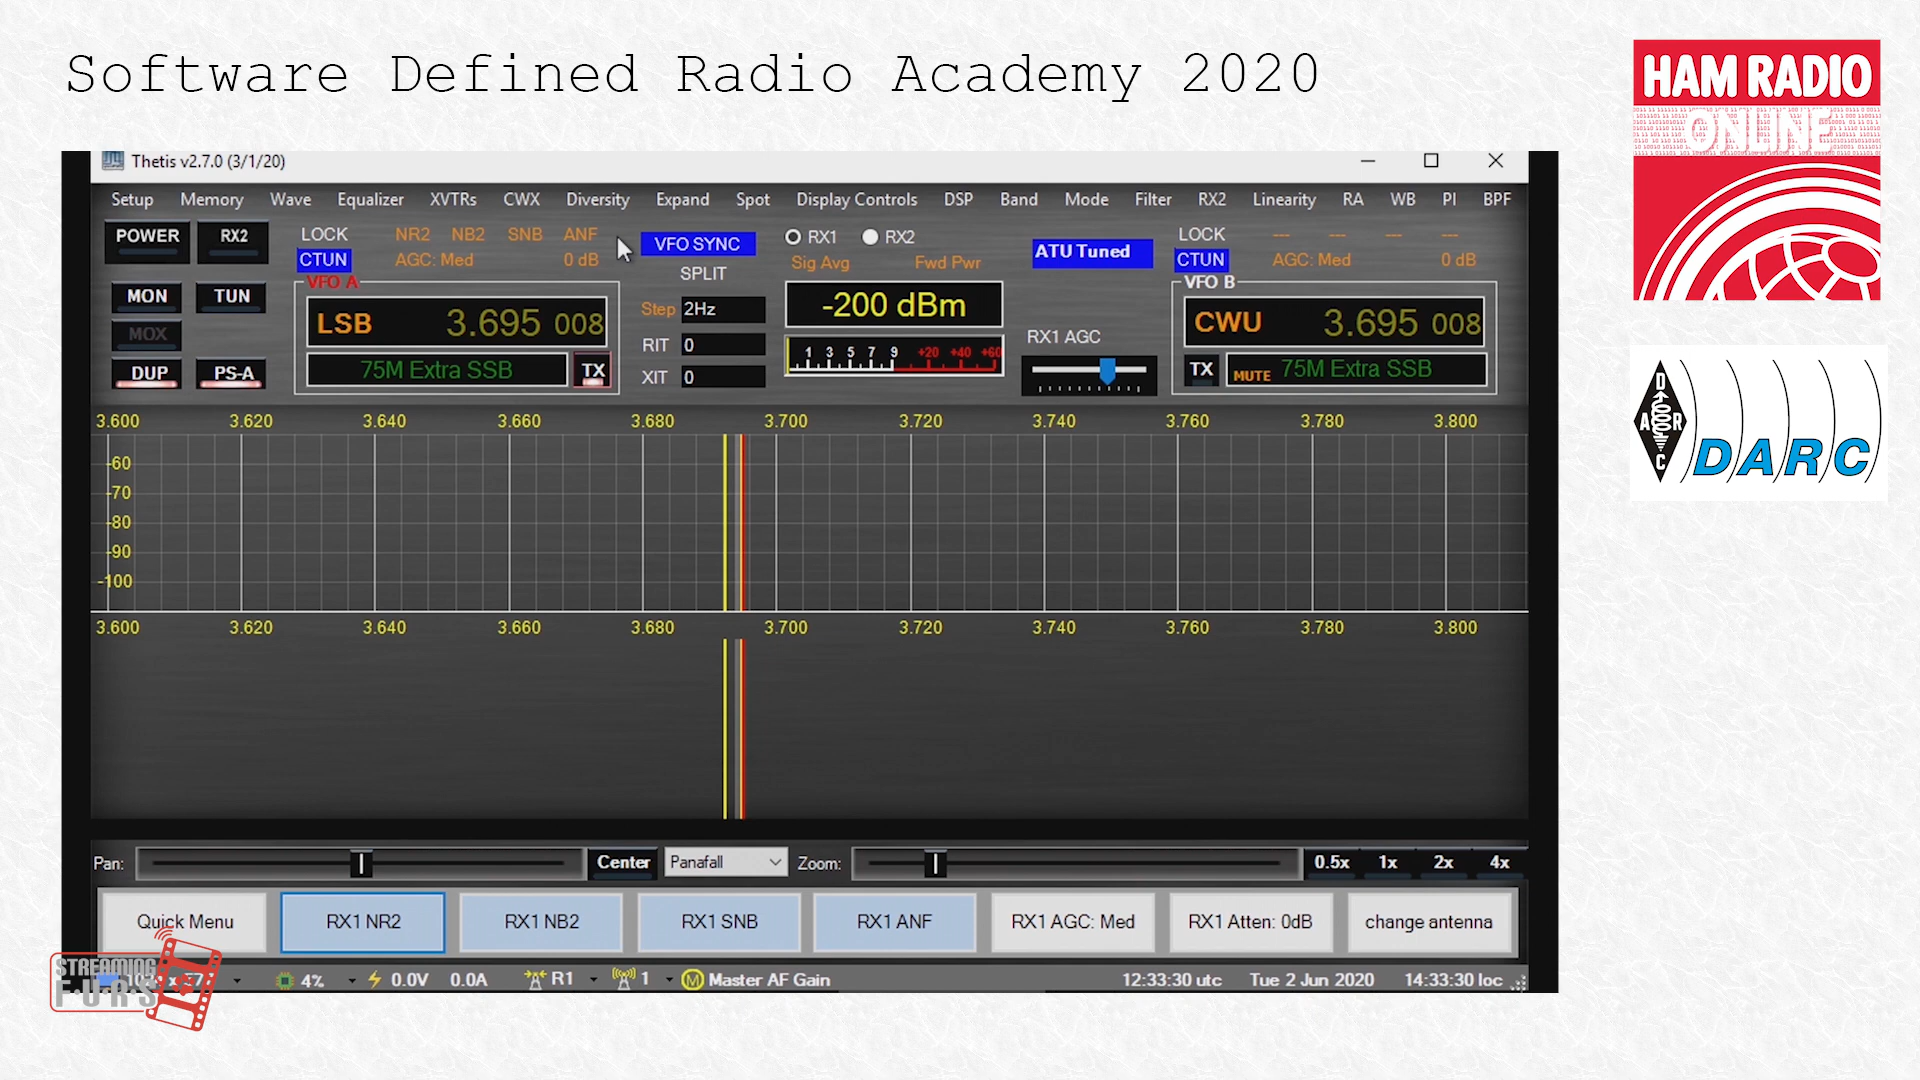 Software Defined Radio Academy 2020
HAM RADIO
ONLINE
Thetis v2.7.0 (3/1/20)
Setup Memory Wave Equalizer XVTRs CWX Diversity Expand Spot Display Controls DSP Band Mode Filter RX2 Linearity RA WB PI BPF
POWER RX2 LOCK NR2 NB2 SNB ANF VFO SYNC RX1 RX2 ATU Tuned LOCK --- --- --- ---
CTUN AGC: Med 0 dB SPLIT Sig Avg Fwd Pwr CTUN AGC: Med 0 dB
VFO A VFO B
MON TUN LSB 3.695 008 Step 2Hz -200 dBm CWU 3.695 008
MOX RIT 0 RX1 AGC
1 3 5 7 9 +20 +40 +60
DUP PS-A 75M Extra SSB TX XIT 0 TX MUTE 75M Extra SSB
3.600 3.620 3.640 3.660 3.680 3.700 3.720 3.740 3.760 3.780 3.800
-60
-70
-80
-90
-100
3.600 3.620 3.640 3.660 3.680 3.700 3.720 3.740 3.760 3.780 3.800
Pan: Center Panafall Zoom: 0.5x 1x 2x 4x
Quick Menu RX1 NR2 RX1 NB2 RX1 SNB RX1 ANF RX1 AGC: Med RX1 Atten: 0dB change antenna
4% 0.0V 0.0A R1 1 M Master AF Gain 12:33:30 utc Tue 2 Jun 2020 14:33:30 loc
STREAMING
F.U.R.S
D
A R
C
DARC